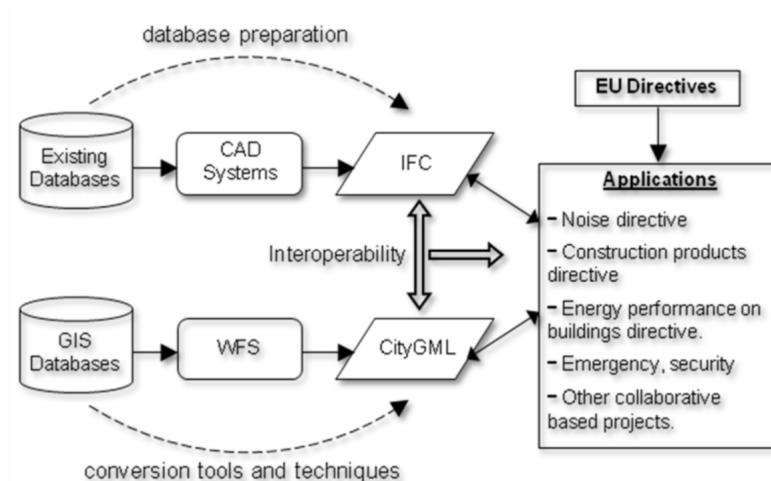 database preparation
EU Directives
Existing
Databases
CAD
Systems
IFC
Applications
- Noise directive
- Construction products
directive
- Energy performance on
buildings directive.
- Emergency, security
- Other collaborative
based projects.
Interoperability
GIS
Databases
WFS
CityGML
conversion tools and techniques